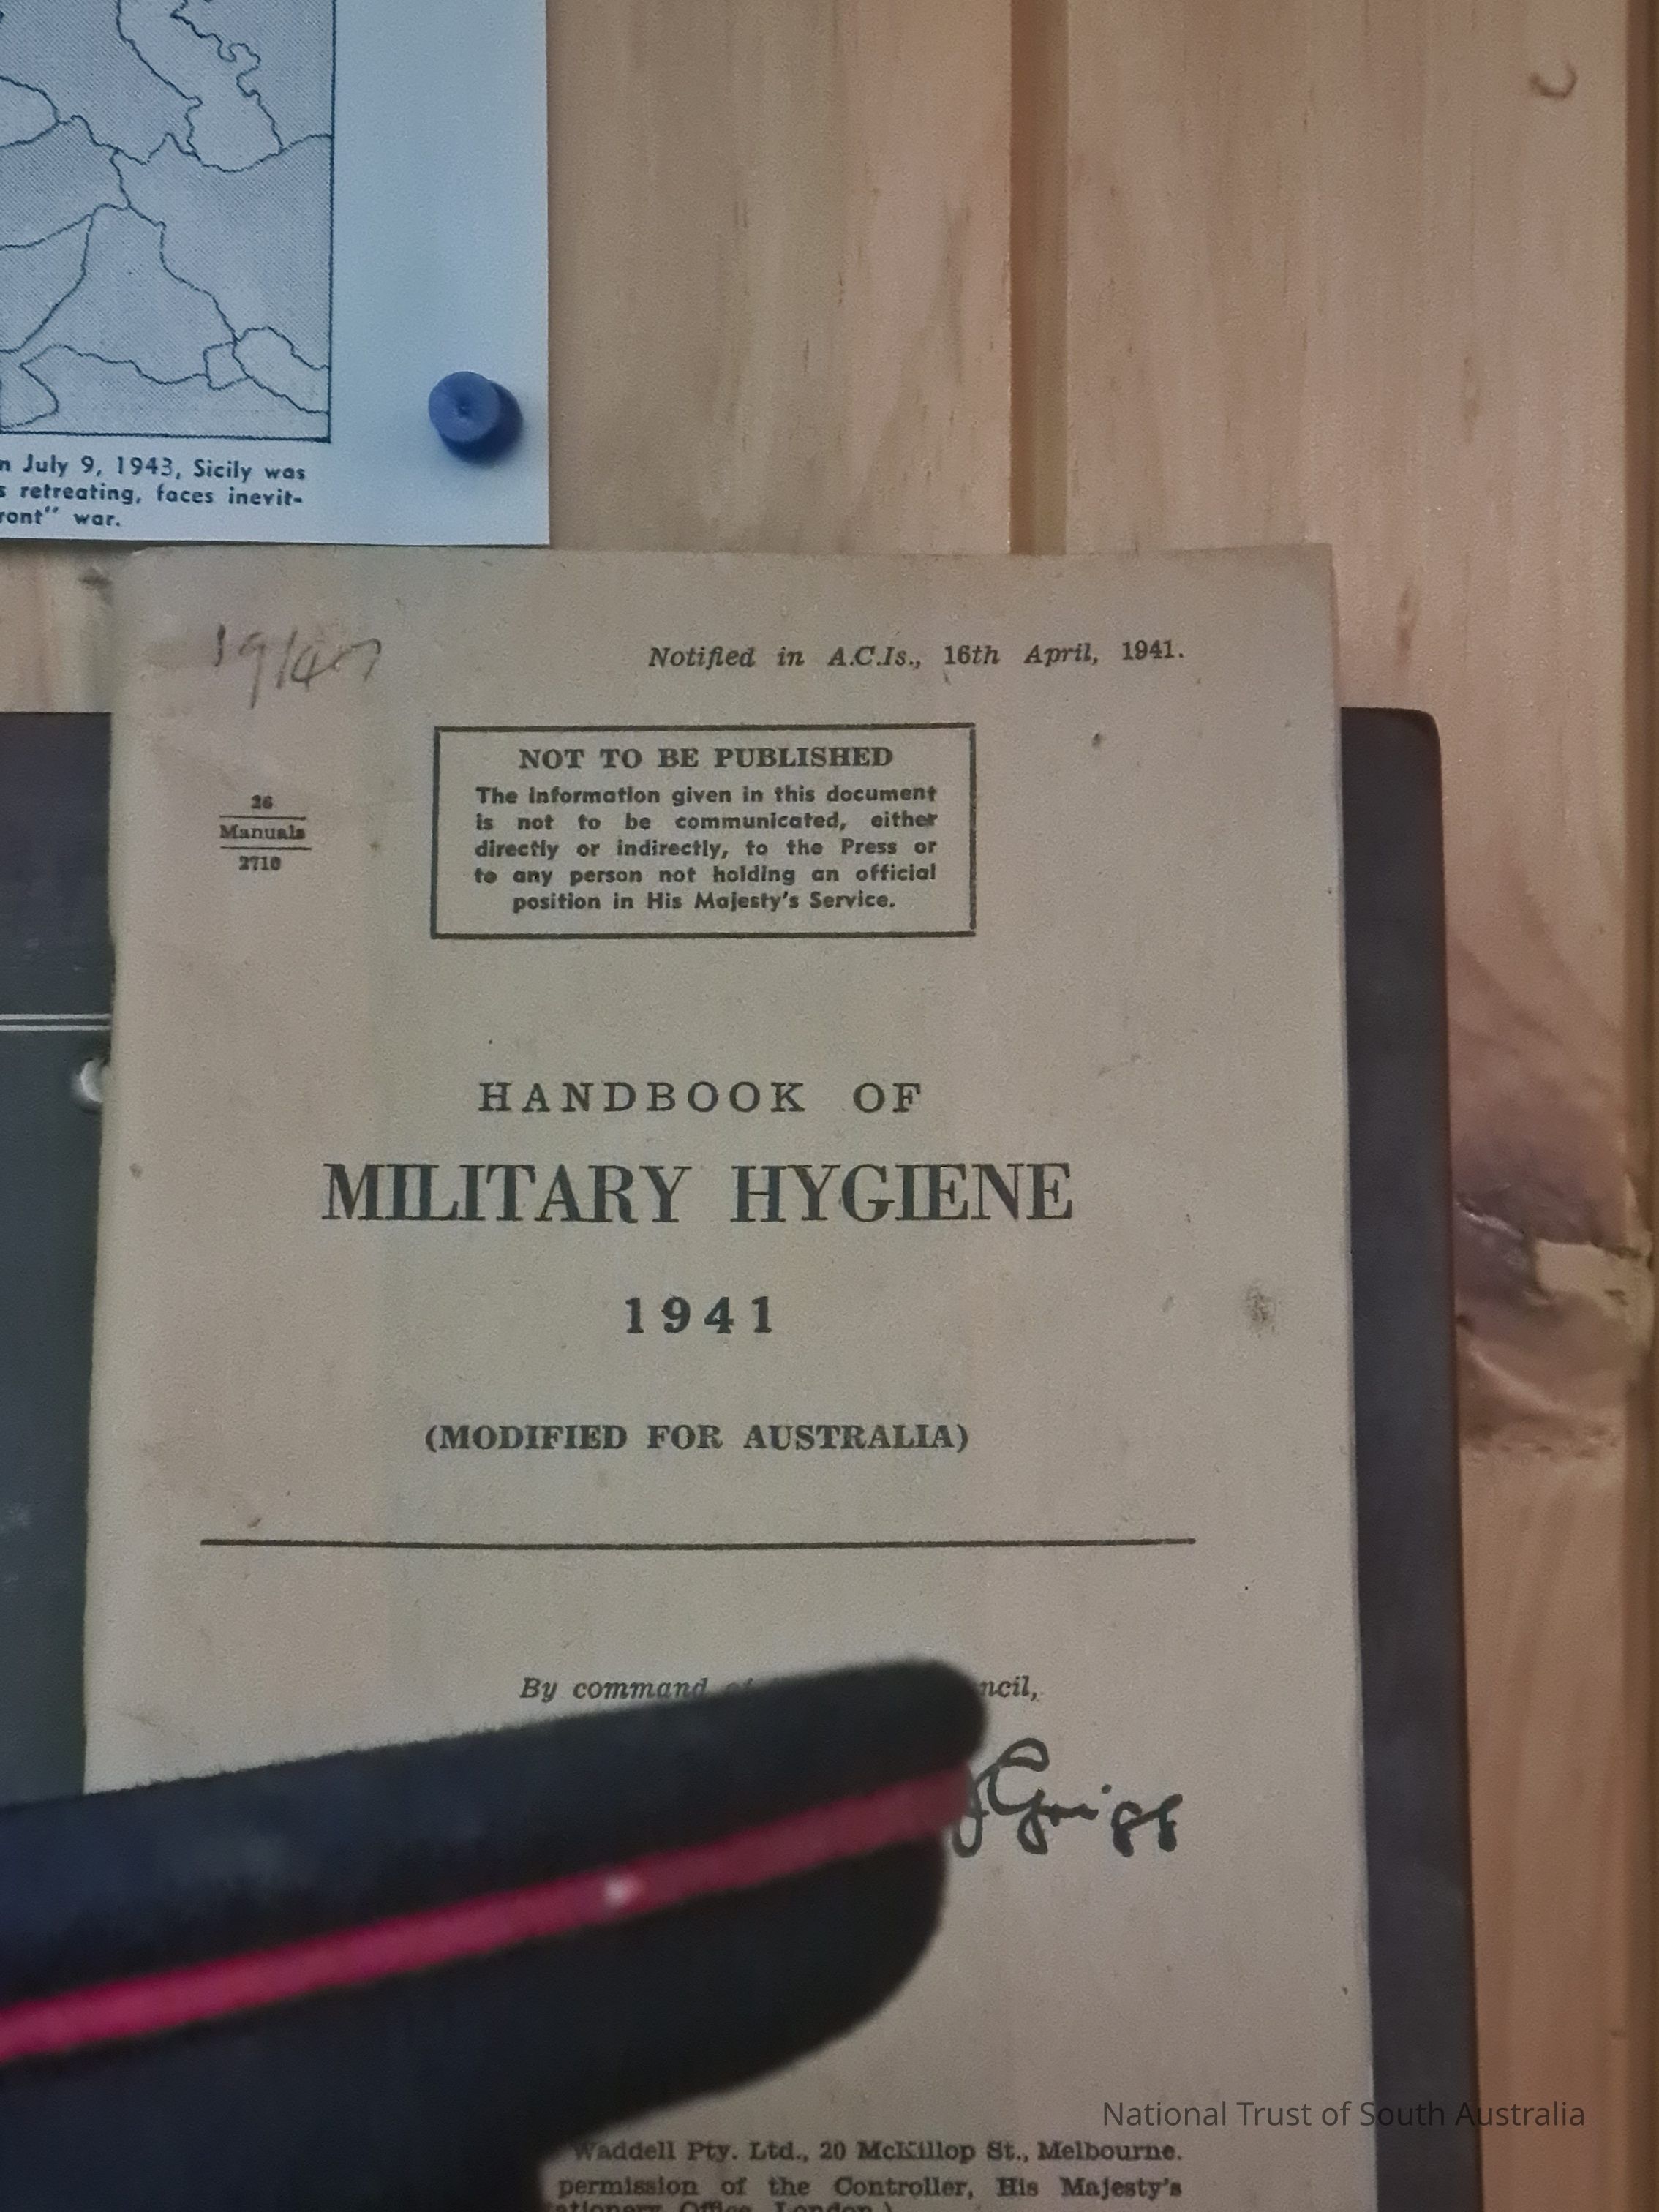 n July 9, 1943, Sicily was
s retreating, faces inevit-
ront" war.
Notified in A.C.Is., 16th April, 1941.
NOT TO BE PUBLISHED
The information given in this document
is not to be communicated, either
directly or indirectly, to the Press or
to any person not holding an official
position in His Majesty's Service.
26
Manuals
2710
HANDBOOK OF
MILITARY HYGIENE
1941
(MODIFIED FOR AUSTRALIA)
By command ncil,
Grigg
National Trust of South Australia
Waddell Pty. Ltd., 20 McKillop St., Melbourne.
permission of the Controller, His Majesty's
ationery Office, London.)